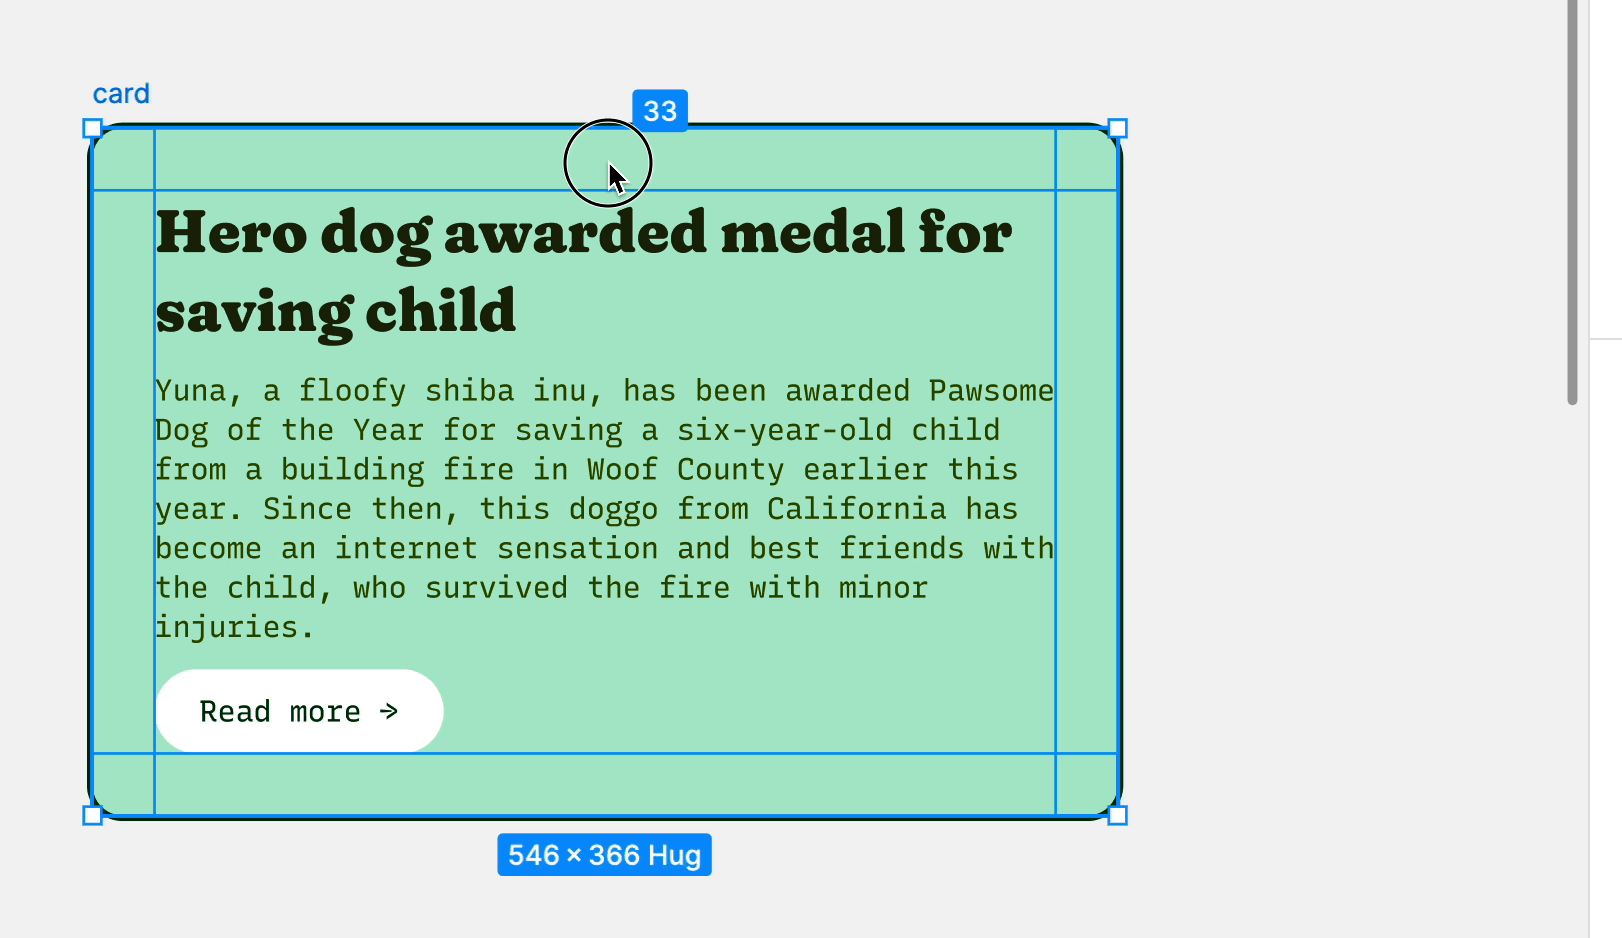 card
33
Hero dog awarded medal for
saving child
Yuna, a floofy shiba inu, has been awarded Pawsome
Dog of the Year for saving a six-year-old child
from a building fire in Woof County earlier this
year. Since then, this doggo from California has
become an internet sensation and best friends with
the child, who survived the fire with minor
injuries.
Read more →
546 × 366 Hug